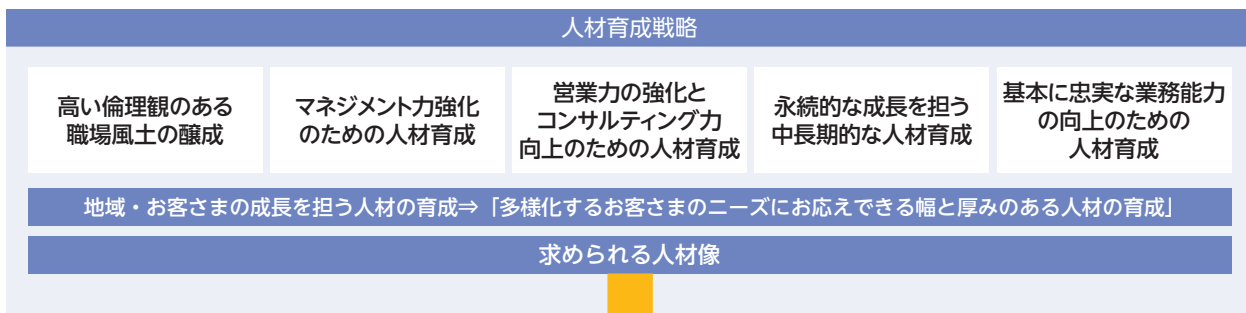 人材育成戦略
高い倫理観のある
職場風土の醸成
マネジメント力強化
のための人材育成
営業力の強化と
コンサルティング力
向上のための人材育成
永続的な成長を担う
中長期的な人材育成
基本に忠実な業務能力
の向上のための
人材育成
地域・お客さまの成長を担う人材の育成⇒「多様化するお客さまのニーズにお応えできる幅と厚みのある人材の育成」
求められる人材像